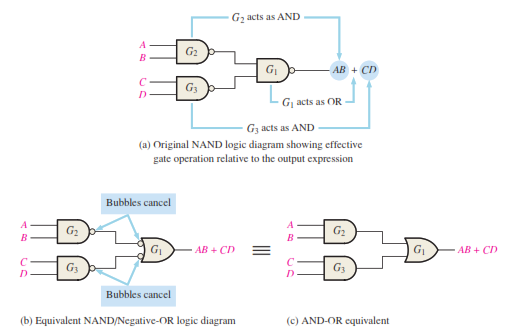 G2 acts as AND
A
B
G2
G1
AB + CD
C
D
G3
G1 acts as OR
G3 acts as AND
(a) Original NAND logic diagram showing effective
gate operation relative to the output expression
Bubbles cancel
A
B
G2
G1
AB + CD
C
D
G3
Bubbles cancel
≡
A
B
G2
G1
AB + CD
C
D
G3
(b) Equivalent NAND/Negative-OR logic diagram
(c) AND-OR equivalent